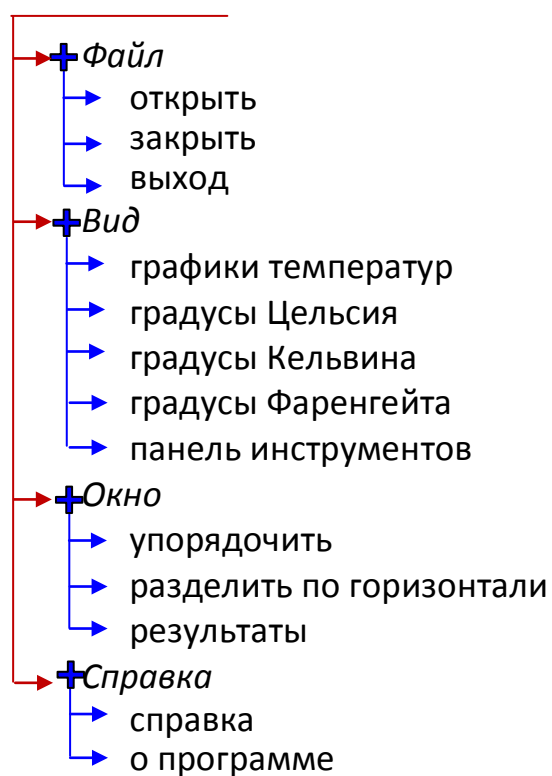 Файл
открыть
закрыть
выход
Вид
графики температур
градусы Цельсия
градусы Кельвина
градусы Фаренгейта
панель инструментов
Окно
упорядочить
разделить по горизонтали
результаты
Справка
справка
о программе